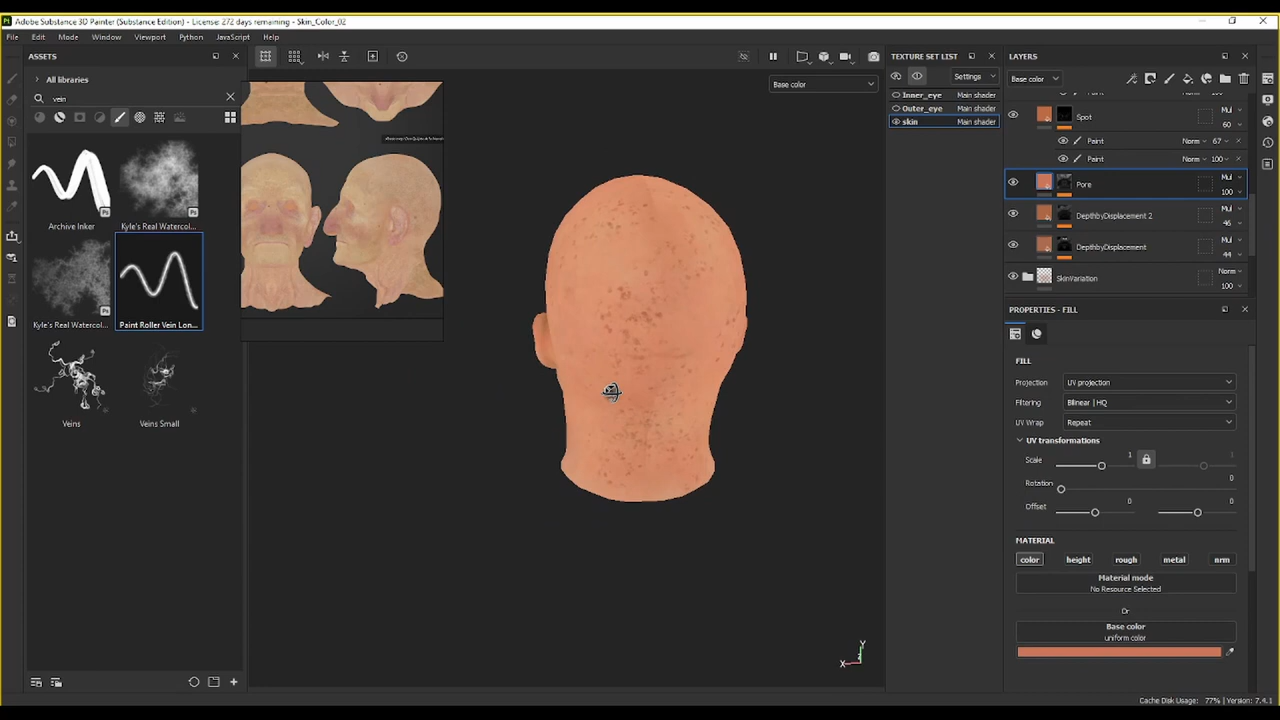 Adobe Substance 3D Painter (Substance Edition) - License: 272 days remaining - Skin_Color_02
File Edit Mode Window Viewport Python JavaScript Help
ASSETS
All libraries
vein
Archive Inker
Kyle's Real Watercol...
Kyle's Real Watercol...
Paint Roller Vein Lon...
Veins
Veins Small
Base color
TEXTURE SET LIST
Settings
Inner_eye Main shader
Outer_eye Main shader
skin Main shader
LAYERS
Base color
Spot
Mul
60
Paint Norm 67
Paint Norm 100
Pore
Mul
100
DepthbyDisplacement 2
Mul
46
DepthbyDisplacement
Mul
44
SkinVariation
Norm
100
PROPERTIES - FILL
FILL
Projection UV projection
Filtering Bilinear | HQ
UV Wrap Repeat
UV transformations
Scale 1 1
Rotation 0
Offset 0 0
MATERIAL
color height rough metal nrm
Material mode
No Resource Selected
Or
Base color
uniform color
Y
X
Cache Disk Usage: 77% | Version: 7.4.1